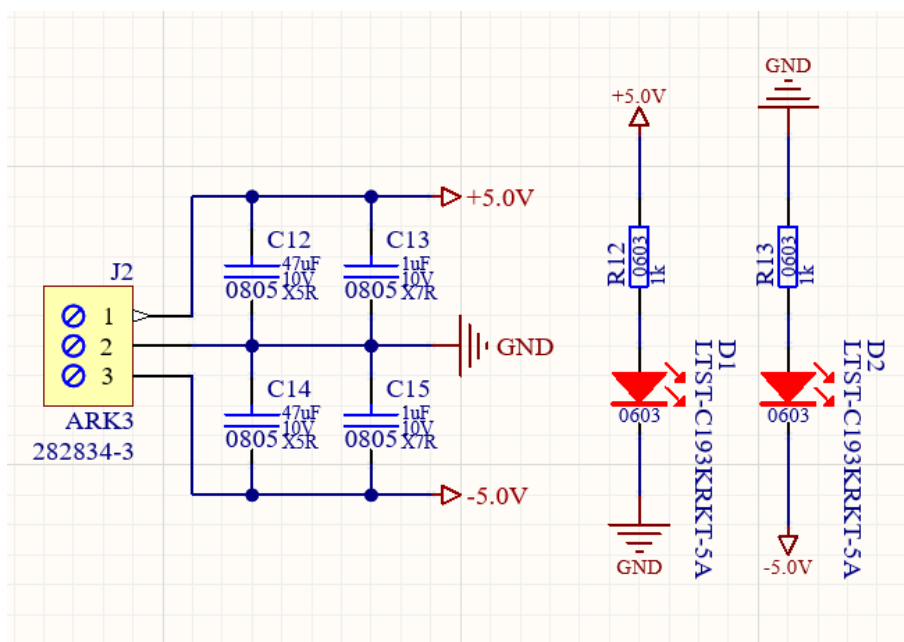 J2
1
2
3
ARK3
282834-3
C12
47uF
10V
0805
X5R
C13
1uF
10V
0805
X7R
+5.0V
GND
C14
47uF
10V
0805
X5R
C15
1uF
10V
0805
X7R
-5.0V
+5.0V
R12
0603
1k
D1
LTST-C193KRKT-5A
0603
GND
GND
R13
0603
1k
D2
LTST-C193KRKT-5A
0603
-5.0V